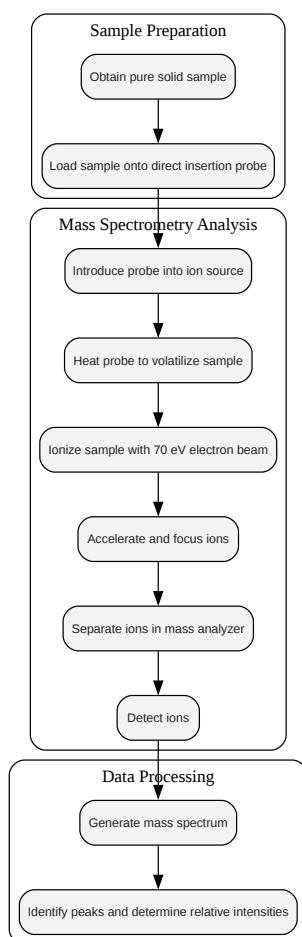 Sample Preparation
Obtain pure solid sample
Load sample onto direct insertion probe
Mass Spectrometry Analysis
Introduce probe into ion source
Heat probe to volatilize sample
Ionize sample with 70 eV electron beam
Accelerate and focus ions
Separate ions in mass analyzer
Detect ions
Data Processing
Generate mass spectrum
Identify peaks and determine relative intensities